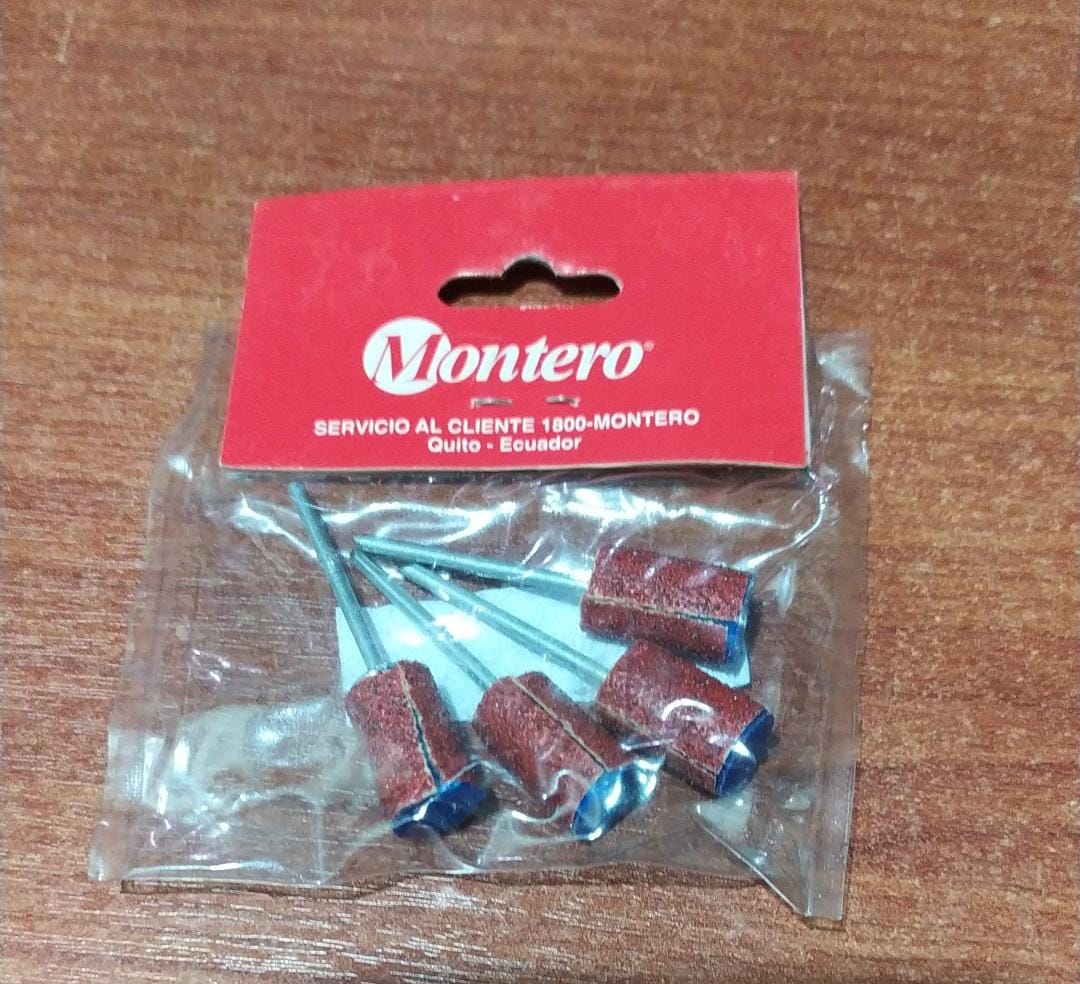 Montero®
SERVICIO AL CLIENTE 1800-MONTERO
Quito - Ecuador